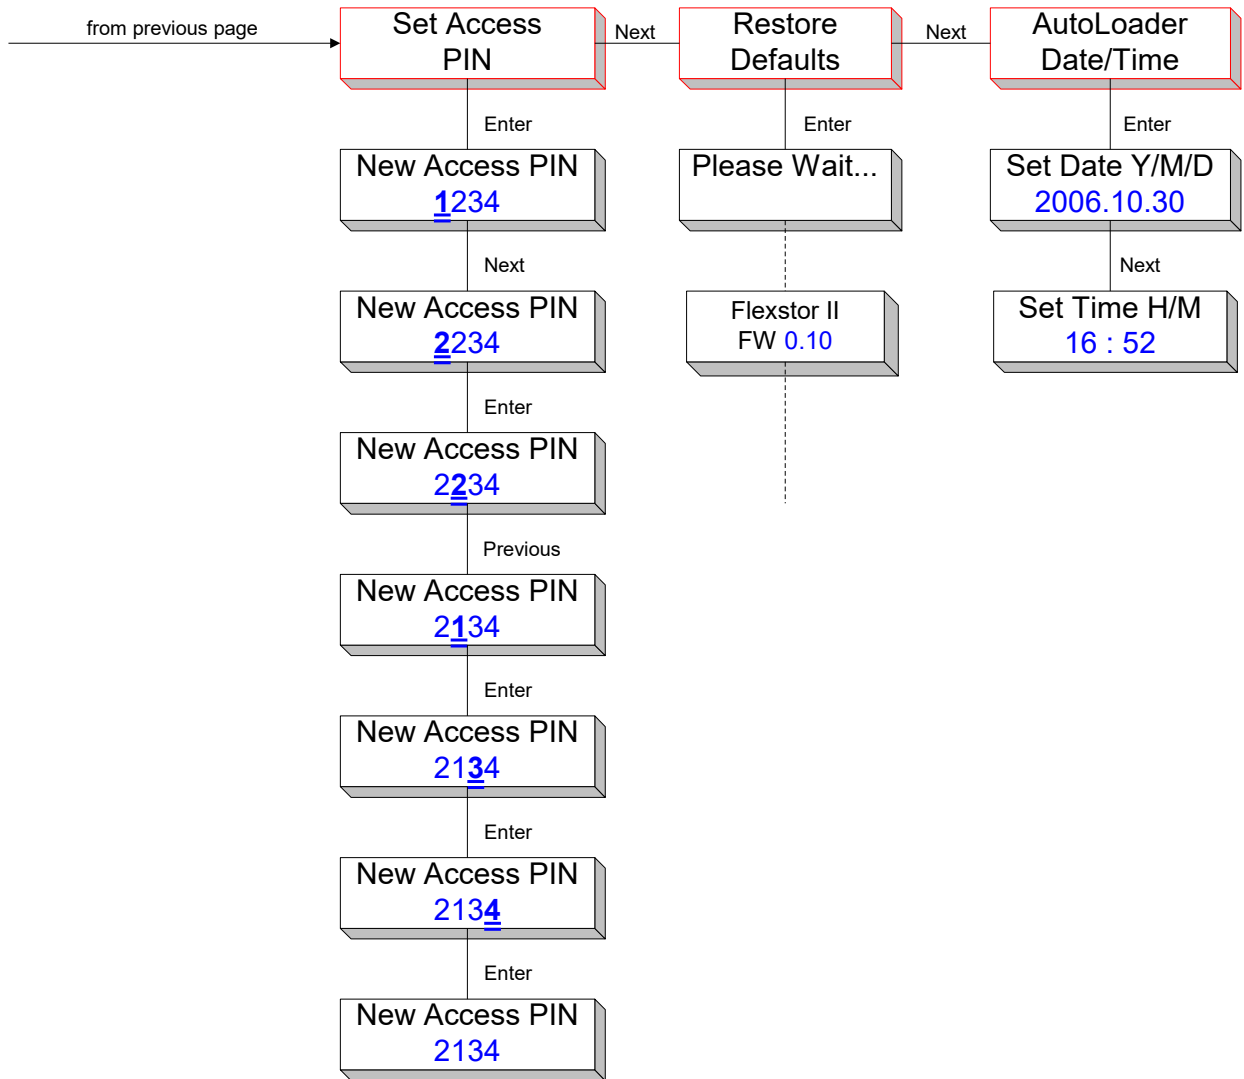 from previous page
Set Access
PIN
Next
Restore
Defaults
Next
AutoLoader
Date/Time
Enter
Enter
Enter
New Access PIN
1234
Please Wait...
Set Date Y/M/D
2006.10.30
Next
Next
New Access PIN
2234
Flexstor II
FW 0.10
Set Time H/M
16 : 52
Enter
New Access PIN
2234
Previous
New Access PIN
2134
Enter
New Access PIN
2134
Enter
New Access PIN
2134
Enter
New Access PIN
2134